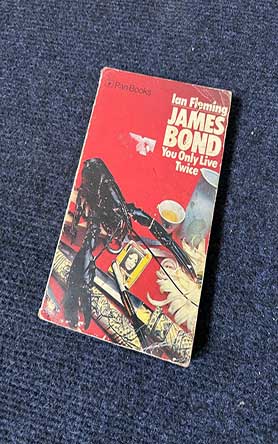 Pan Books
Ian Fleming
JAMES
BOND
You Only Live
Twice